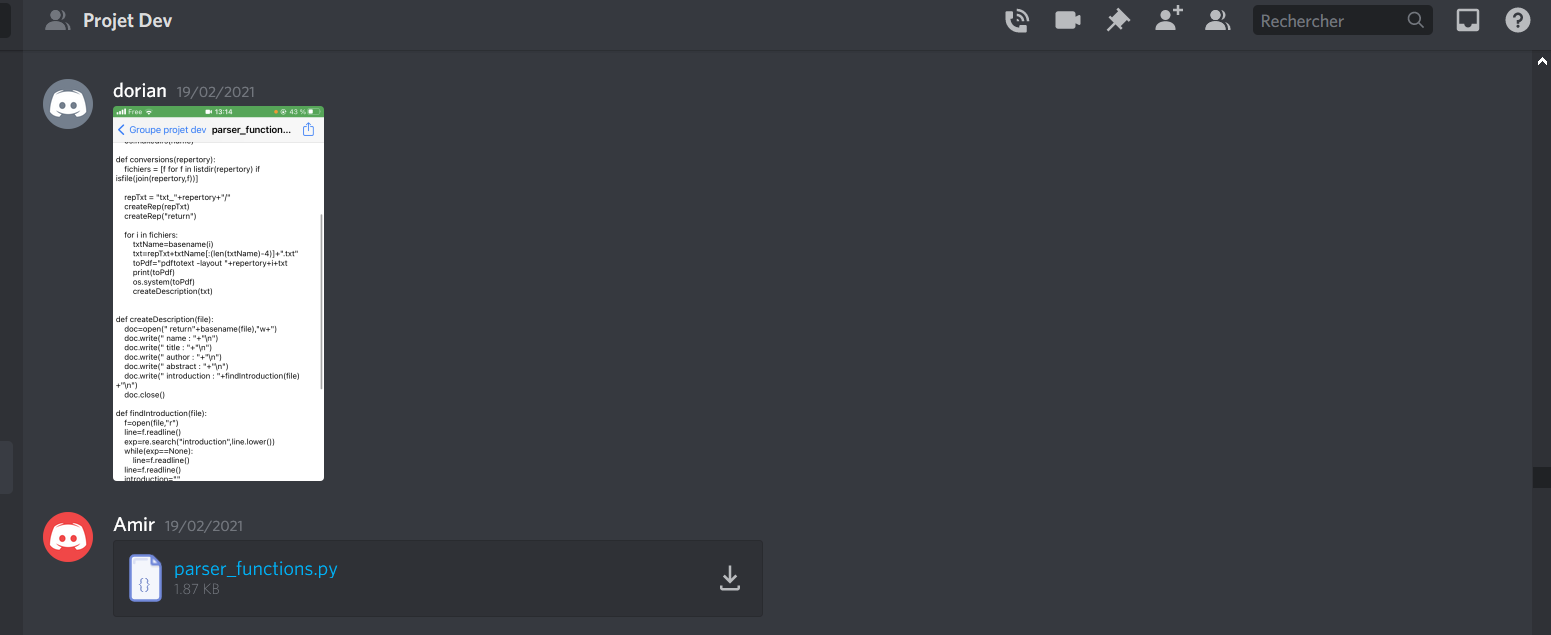 Projet Dev
Rechercher
dorian 19/02/2021
Free 13:14 43 %
Groupe projet dev parser_function...
def conversions(repertory):
fichiers = [f for f in listdir(repertory) if
isfile(join(repertory,f))]
repTxt = "txt_"+repertory+"/"
createRep(repTxt)
createRep("return")
for i in fichiers:
txtName=basename(i)
txt=repTxt+txtName[:(len(txtName)-4)]+".txt"
toPdf="pdftotext -layout "+repertory+i+txt
print(toPdf)
os.system(toPdf)
createDescription(txt)
def createDescription(file):
doc=open(" return"+basename(file),"w+")
doc.write(" name : "+"\n")
doc.write(" title : "+"\n")
doc.write(" author : "+"\n")
doc.write(" abstract : "+"\n")
doc.write(" introduction : "+findIntroduction(file)
+"\n")
doc.close()
def findIntroduction(file):
f=open(file,"r")
line=f.readline()
exp=re.search("introduction",line.lower())
while(exp==None):
line=f.readline()
line=f.readline()
introduction=""
Amir 19/02/2021
{}
parser_functions.py
1.87 KB